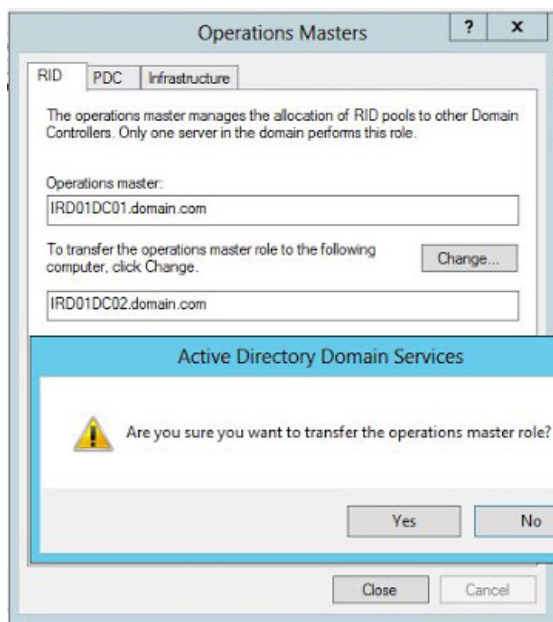 Operations Masters
? x
RID PDC Infrastructure
The operations master manages the allocation of RID pools to other Domain
Controllers. Only one server in the domain performs this role.
Operations master:
IRD01DC01.domain.com
To transfer the operations master role to the following
computer, click Change.
Change...
IRD01DC02.domain.com
Active Directory Domain Services
Are you sure you want to transfer the operations master role?
Yes No
Close Cancel